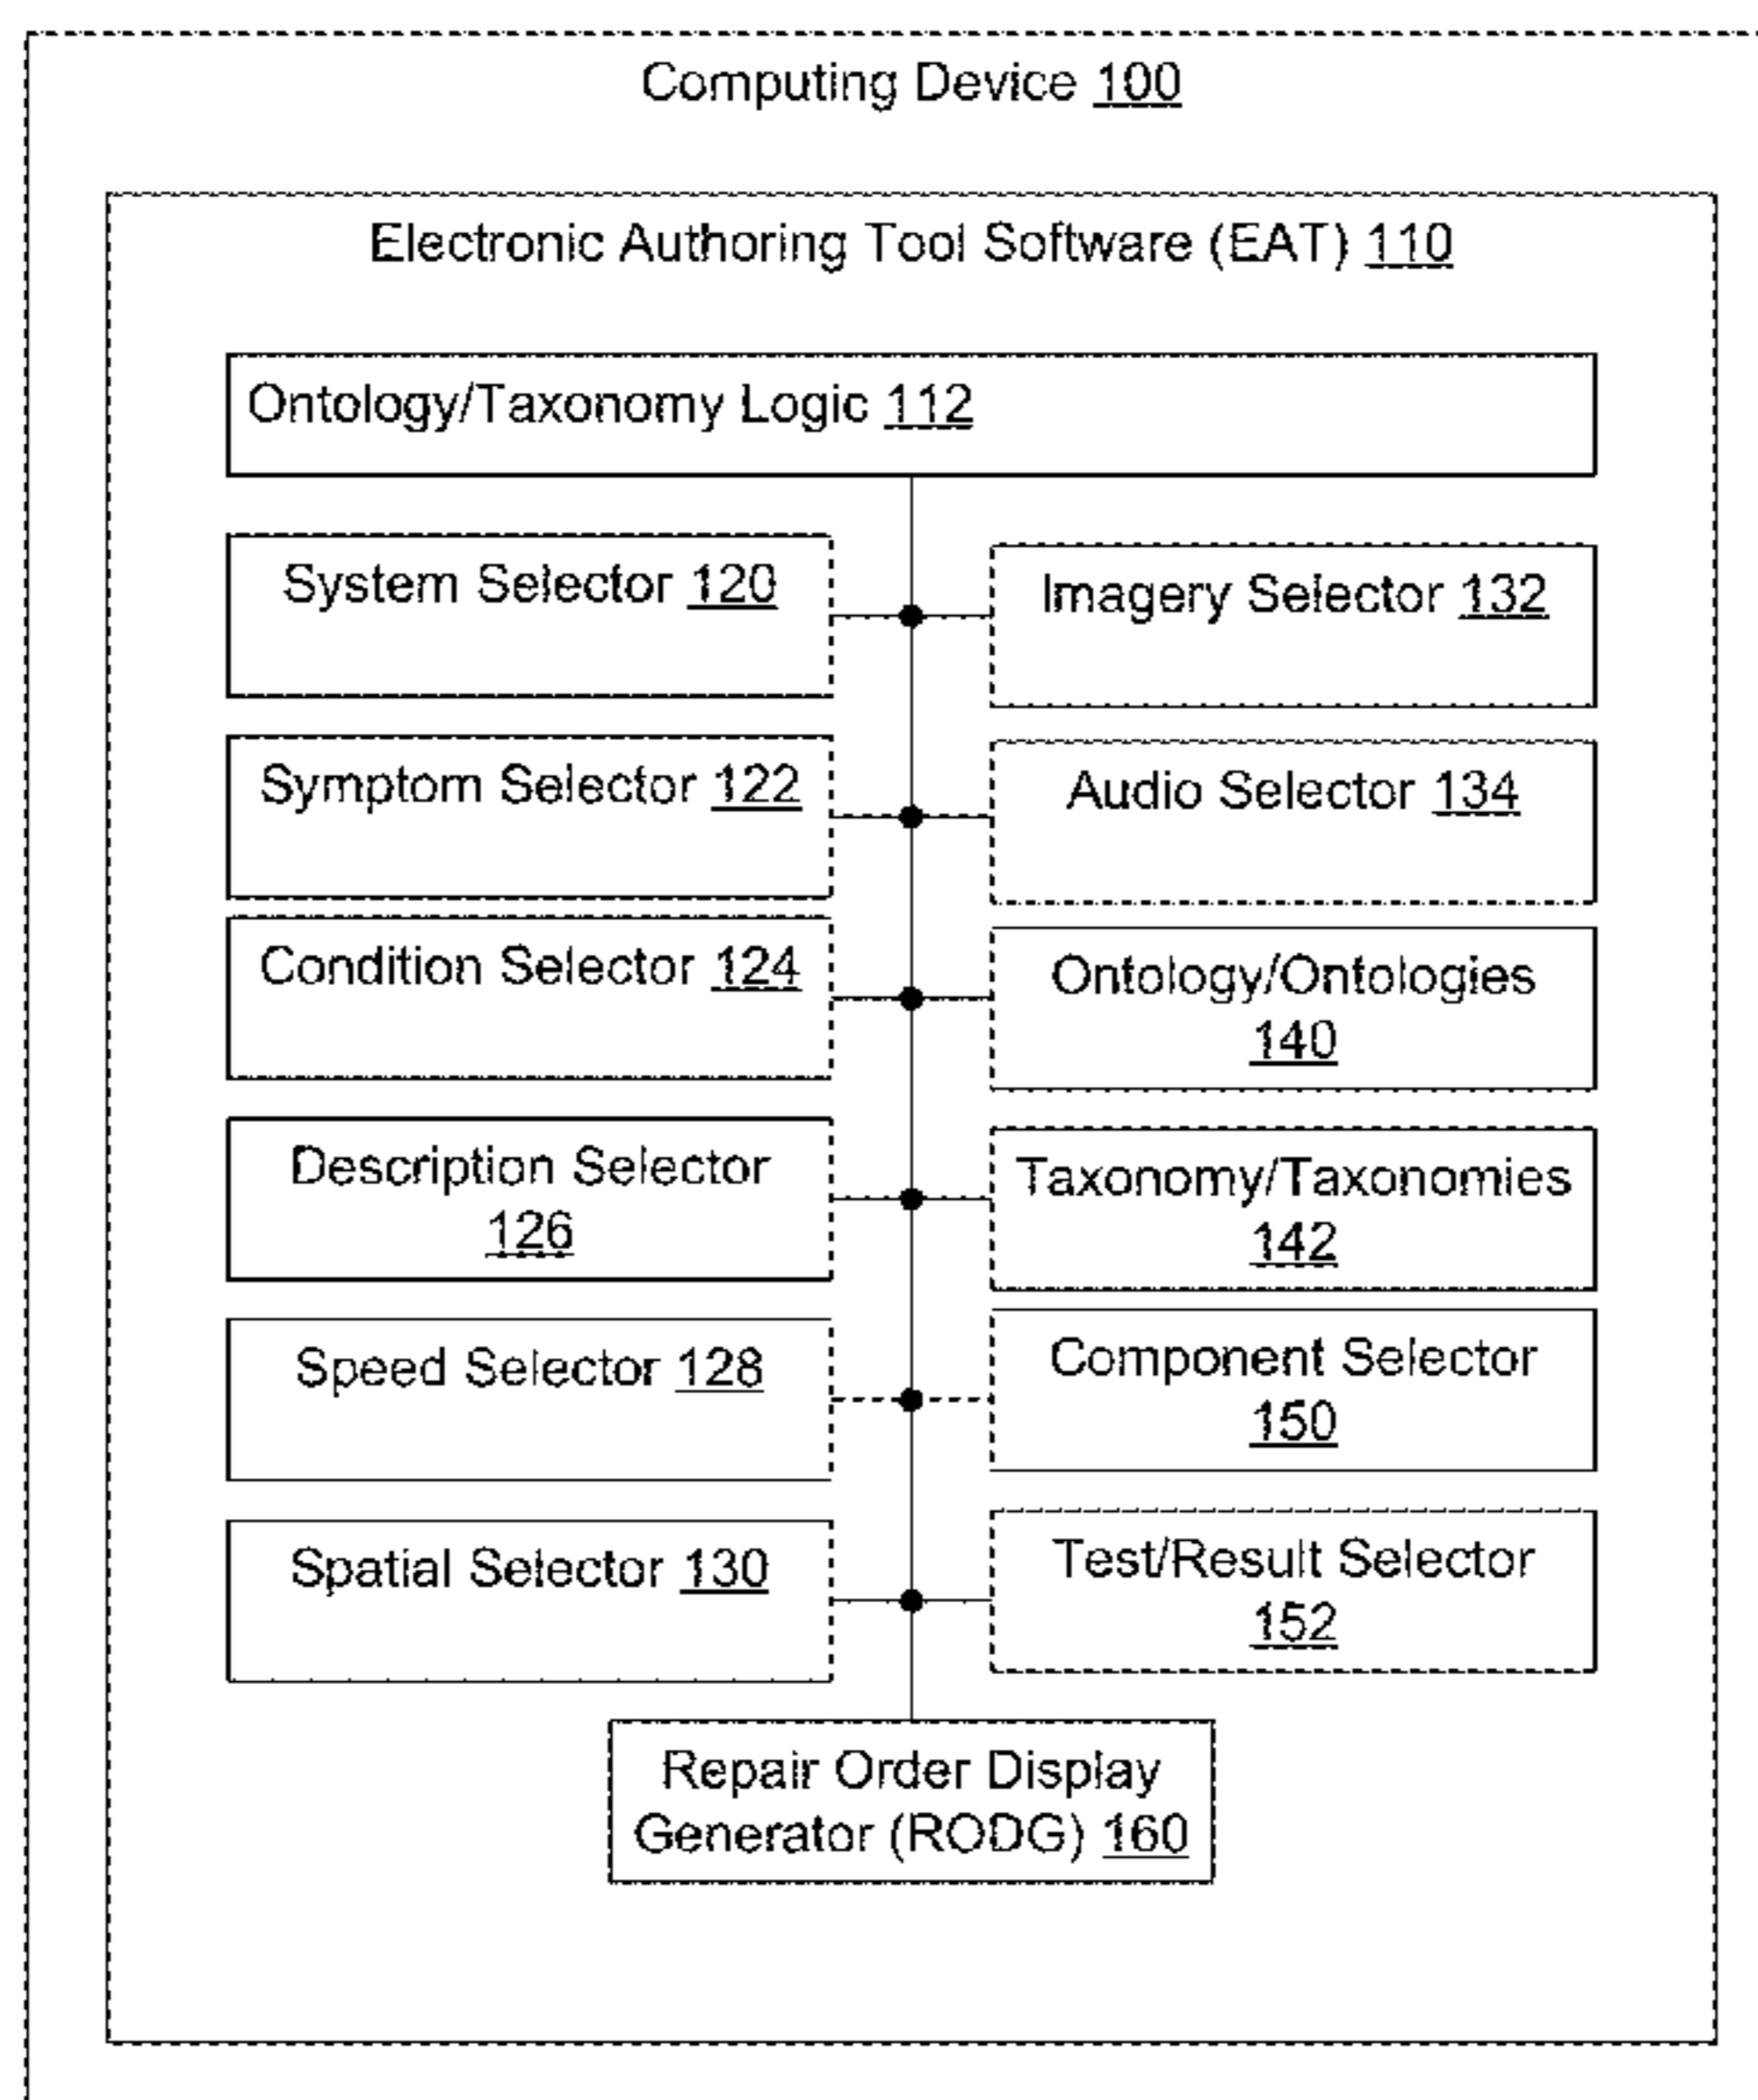 Computing Device 100
Electronic Authoring Tool Software (EAT) 110
Ontology/Taxonomy Logic 112
System Selector 120
Imagery Selector 132
Symptom Selector 122
Audio Selector 134
Condition Selector 124
Ontology/Ontologies
140
Description Selector
126
Taxonomy/Taxonomies
142
Speed Selector 128
Component Selector
150
Spatial Selector 130
Test/Result Selector
152
Repair Order Display
Generator (RODG) 160